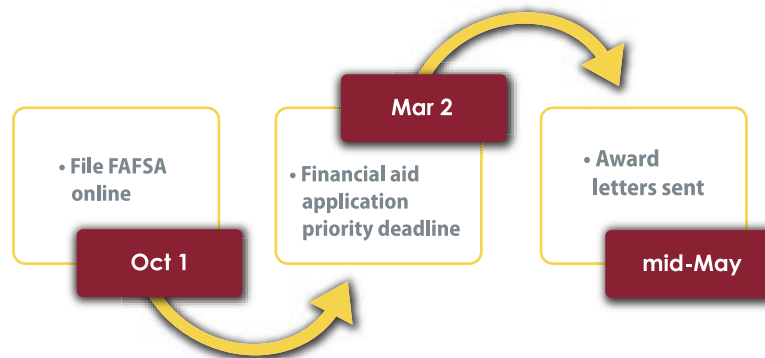 • File FAFSA
online
Oct 1
Mar 2
• Financial aid
application
priority deadline
• Award
letters sent
mid-May